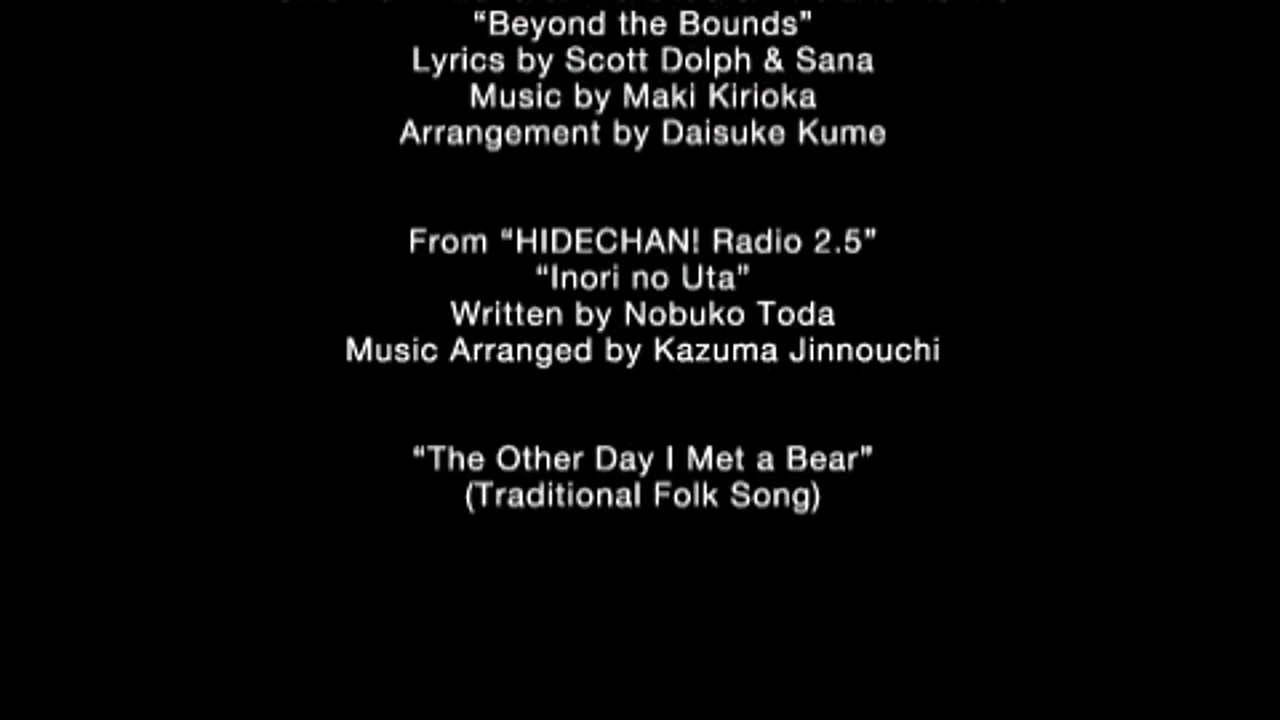 “Beyond the Bounds”
Lyrics by Scott Dolph & Sana
Music by Maki Kirioka
Arrangement by Daisuke Kume
From “HIDECHAN! Radio 2.5”
“Inori no Uta”
Written by Nobuko Toda
Music Arranged by Kazuma Jinnouchi
“The Other Day I Met a Bear”
(Traditional Folk Song)